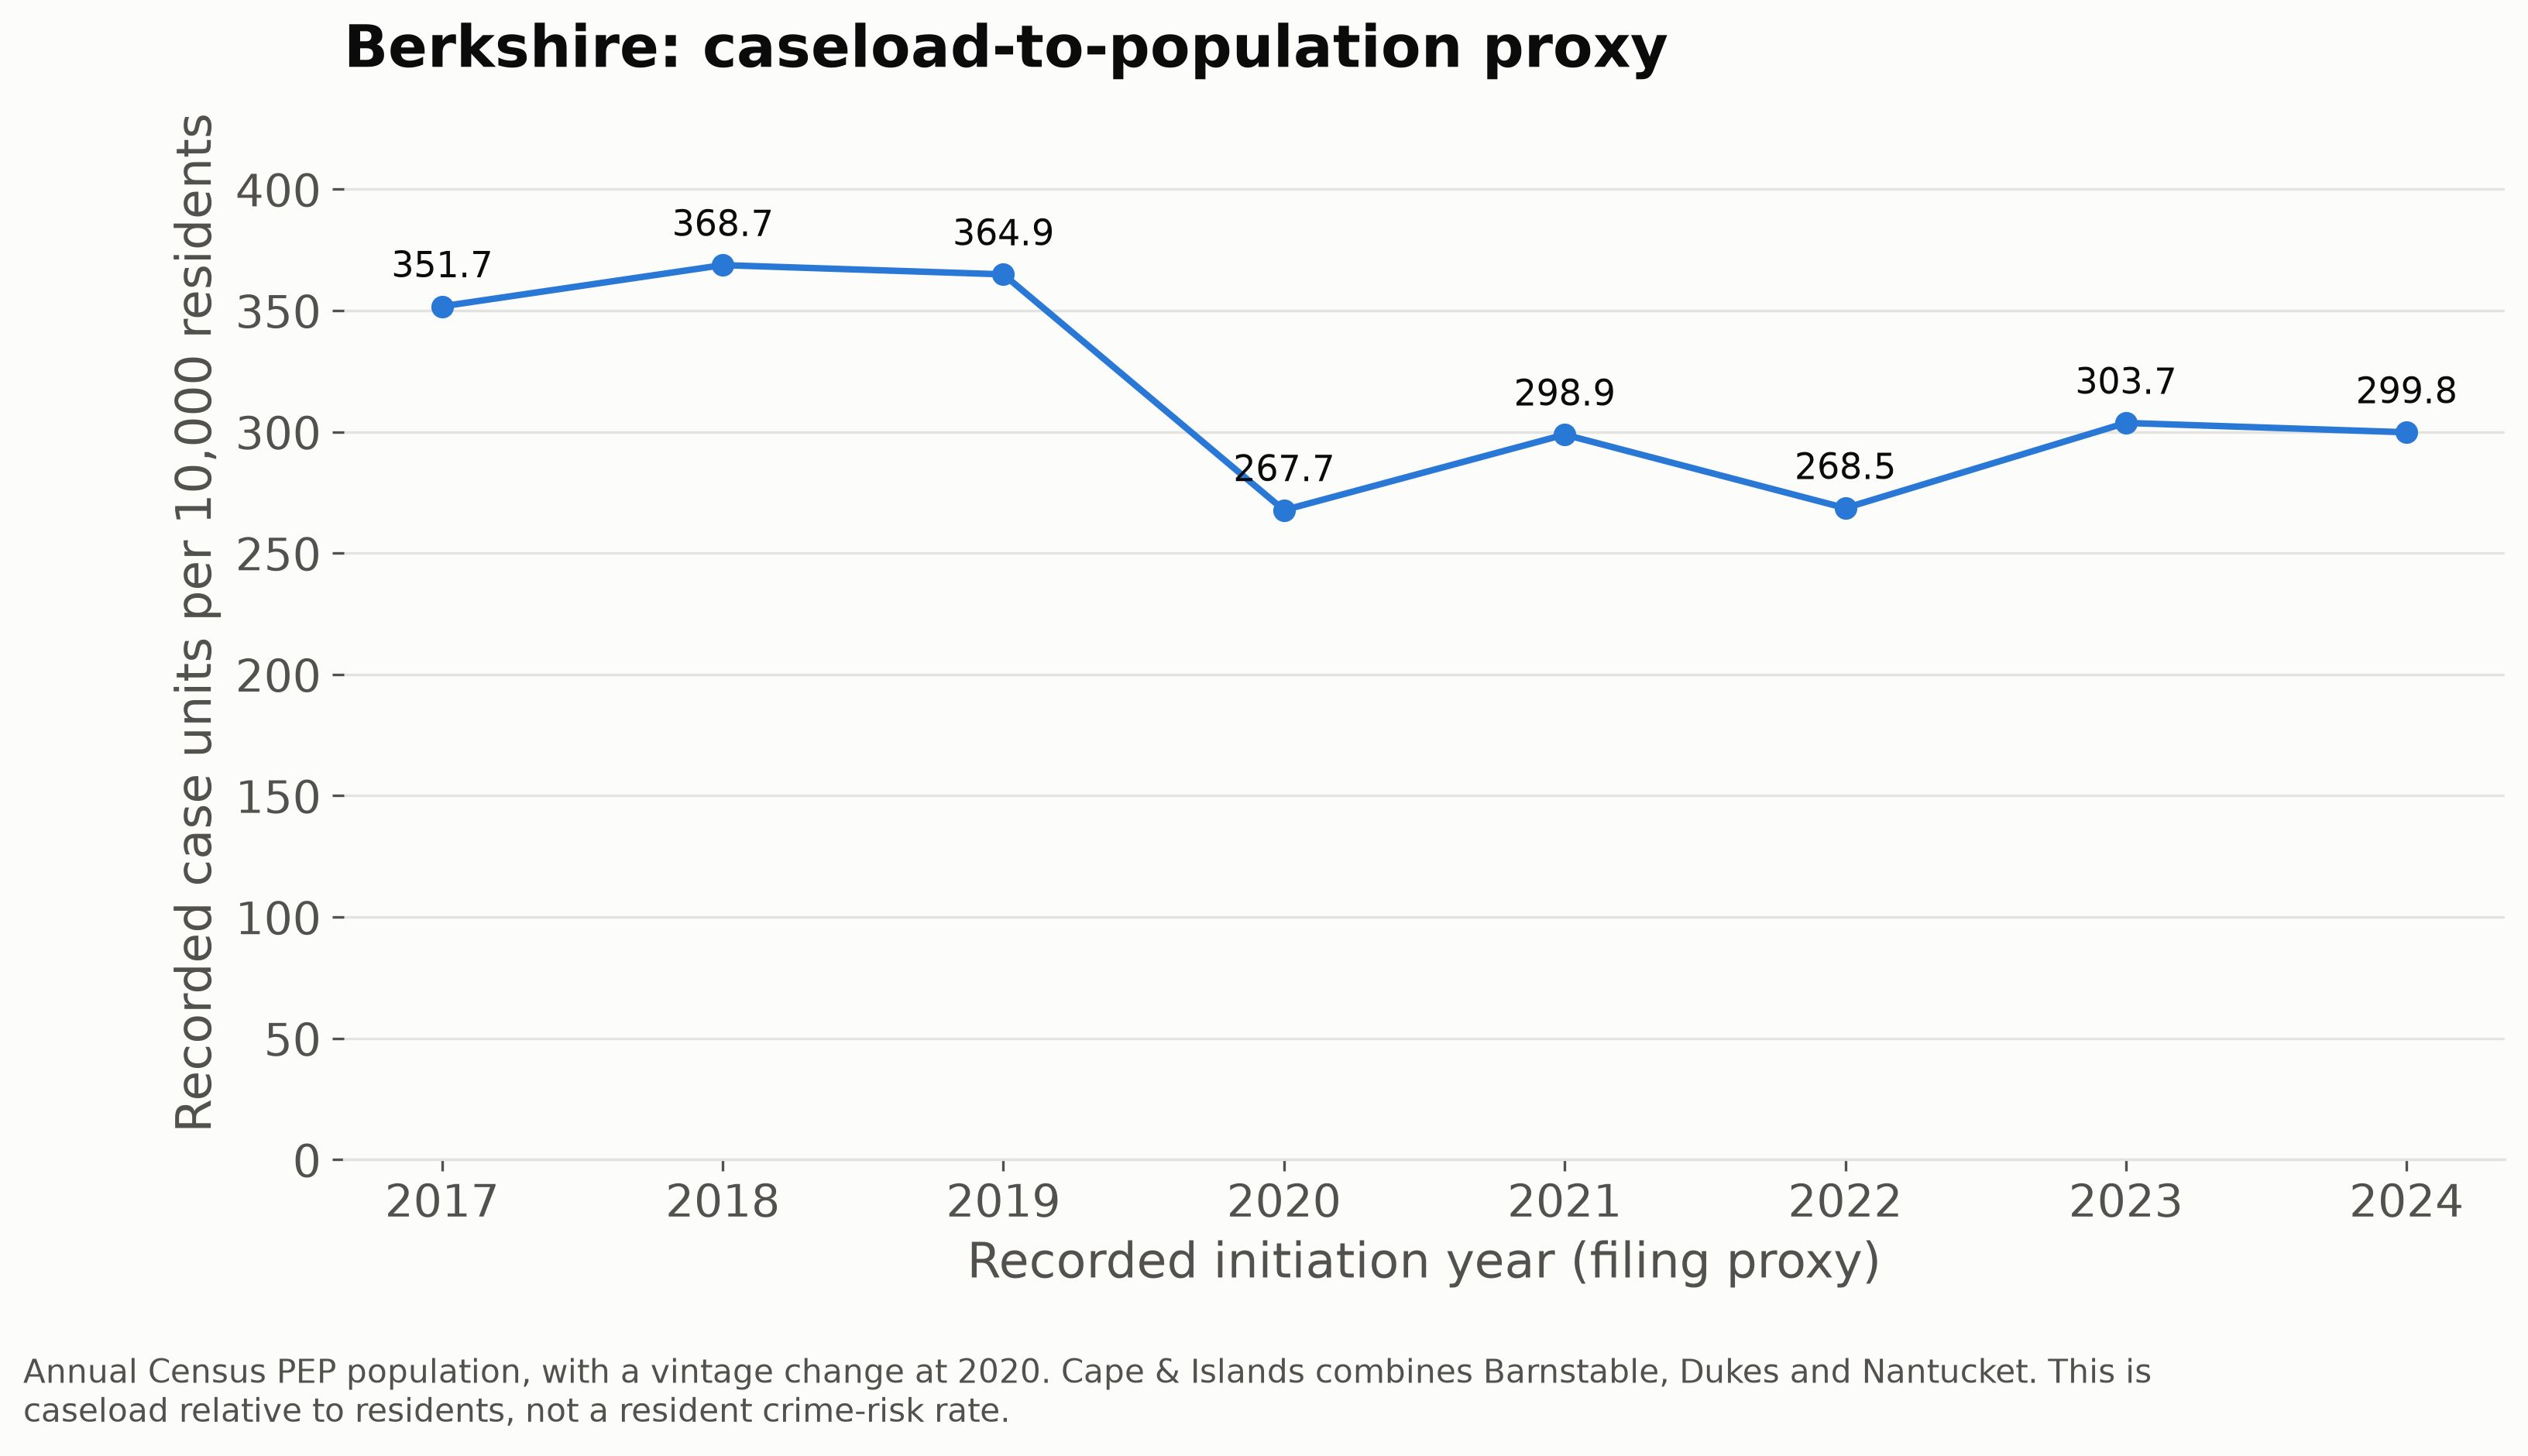 Berkshire: caseload-to-population proxy
Recorded case units per 10,000 residents
400
350
300
250
200
150
100
50
0
351.7
368.7
364.9
267.7
298.9
268.5
303.7
299.8
2017 2018 2019 2020 2021 2022 2023 2024
Recorded initiation year (filing proxy)
Annual Census PEP population, with a vintage change at 2020. Cape & Islands combines Barnstable, Dukes and Nantucket. This is
caseload relative to residents, not a resident crime-risk rate.